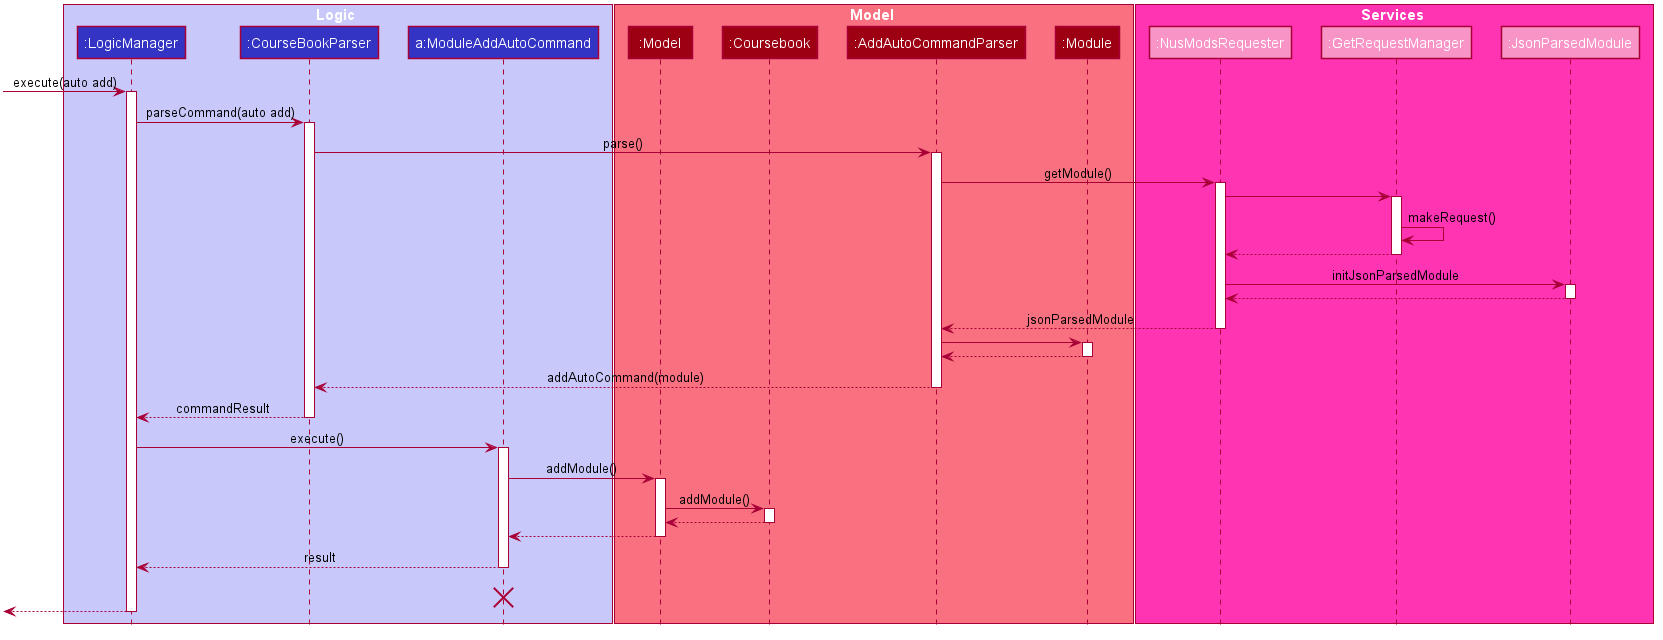 Logic
Model
Services
:LogicManager
:CourseBookParser
a:ModuleAddAutoCommand
:Model
:Coursebook
:AddAutoCommandParser
:Module
:NusModsRequester
:GetRequestManager
:JsonParsedModule
execute(auto add)
parseCommand(auto add)
parse()
getModule()
makeRequest()
initJsonParsedModule
jsonParsedModule
addAutoCommand(module)
commandResult
execute()
addModule()
addModule()
result